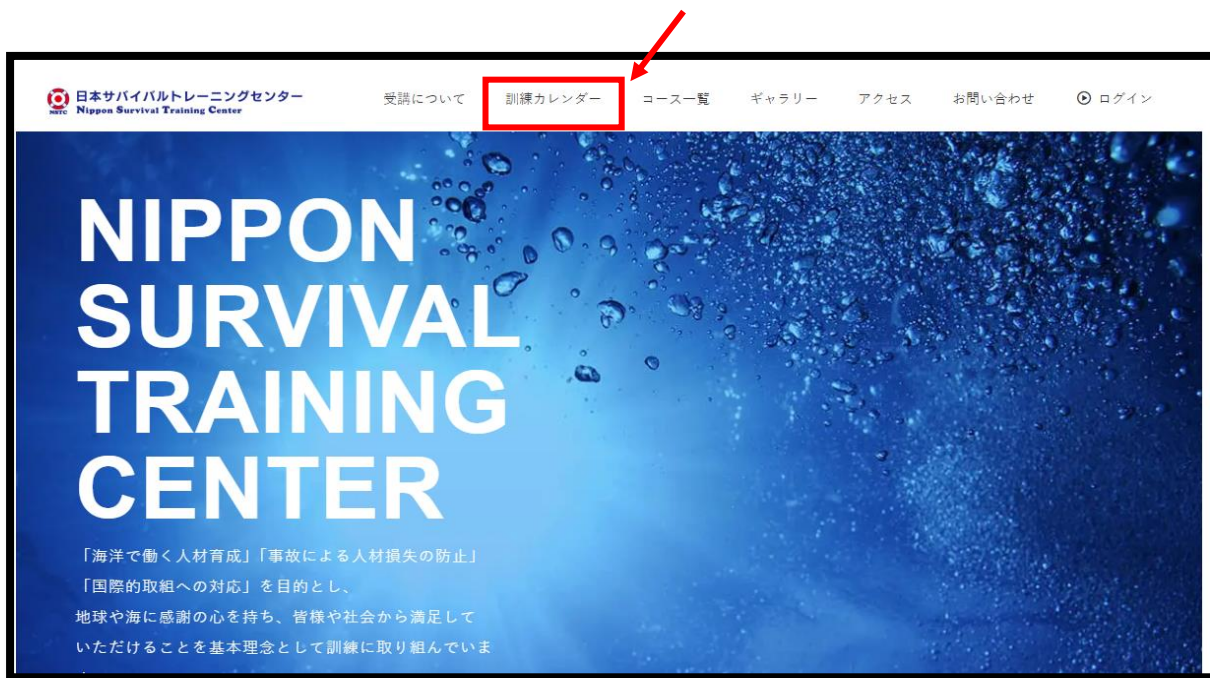 日本サバイバルトレーニングセンター
NSTC Nippon Survival Training Center
受講について 訓練カレンダー コース一覧 ギャラリー アクセス お問い合わせ ログイン
NIPPON
SURVIVAL
TRAINING
CENTER
「海洋で働く人材育成」「事故による人材損失の防止」
「国際的取組への対応」を目的とし、
地球や海に感謝の心を持ち、皆様や社会から満足して
いただけることを基本理念として訓練に取り組んでいま